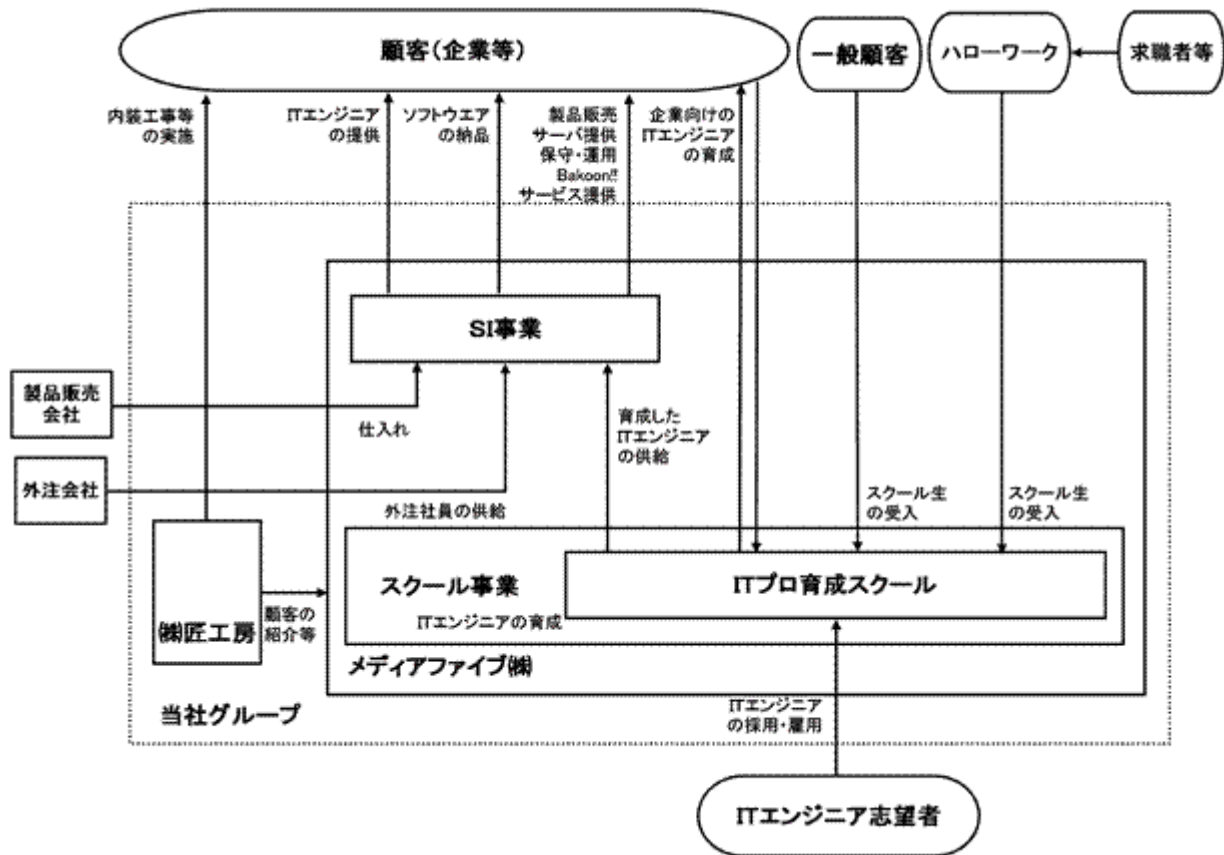 顧客(企業等)
一般顧客
ハローワーク
求職者等
内装工事等
の実施
ITエンジニア
の提供
ソフトウエア
の納品
製品販売
サーバ提供
保守・運用
Bakoon!!
サービス提供
企業向けの
ITエンジニア
の育成
SI事業
製品販売
会社
仕入れ
育成した
ITエンジニア
の供給
外注会社
外注社員の供給
スクール生
の受入
スクール生
の受入
スクール事業
ITプロ育成スクール
ITエンジニアの育成
㈱匠工房
顧客の
紹介等
メディアファイブ㈱
当社グループ
ITエンジニア
の採用・雇用
ITエンジニア志望者